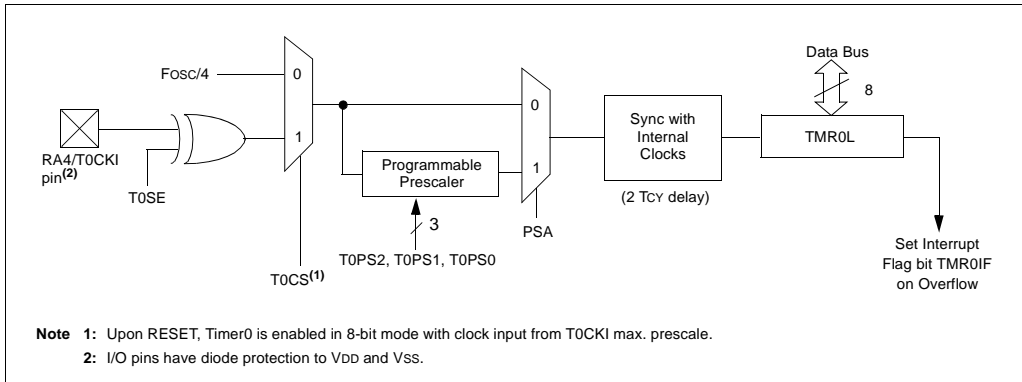 Data Bus
8
FOSC/4
0
1
RA4/T0CKI
pin(2)
T0SE
T0CS(1)
Programmable
Prescaler
3
T0PS2, T0PS1, T0PS0
0
1
PSA
Sync with
Internal
Clocks
(2 TCY delay)
TMR0L
Set Interrupt
Flag bit TMR0IF
on Overflow
Note 1: Upon RESET, Timer0 is enabled in 8-bit mode with clock input from T0CKI max. prescale.
2: I/O pins have diode protection to VDD and VSS.